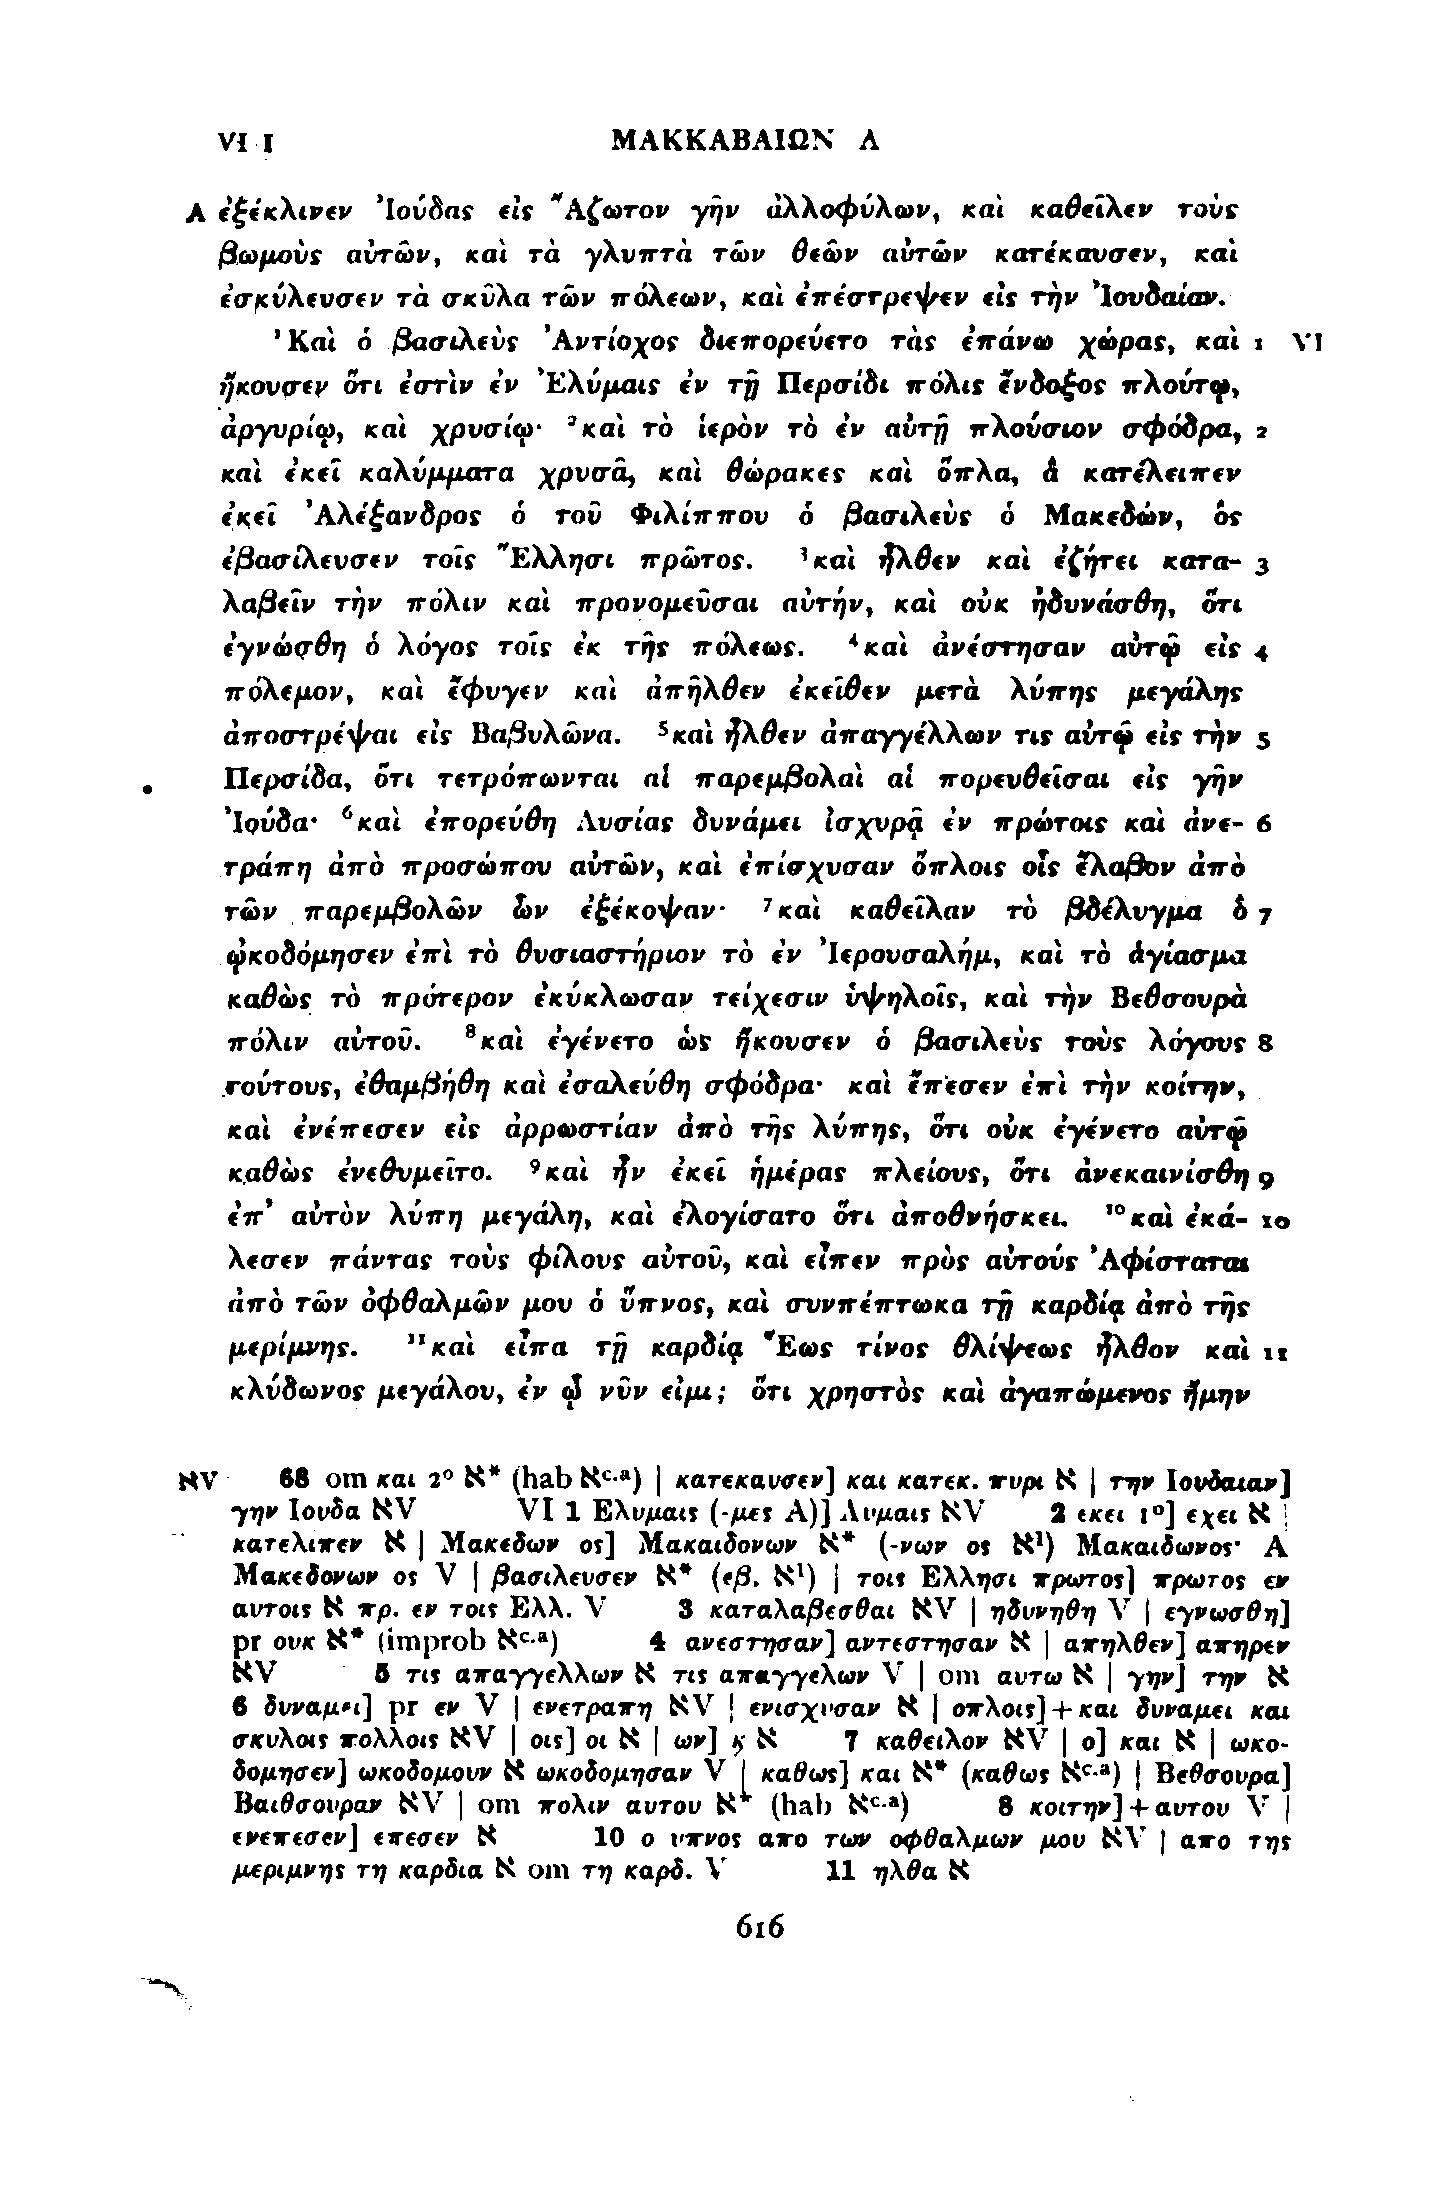 VI 1 ΜΑΚΚΑΒΑΙΩΝ Α
A ἐξέκλινεν Ἰούδας εἰς Ἄζωτον γῆν ἀλλοφύλων, καὶ καθεῖλεν τοὺς
βωμοὺς αὐτῶν, καὶ τὰ γλυπτὰ τῶν θεῶν αὐτῶν κατέκαυσεν, καὶ
ἐσκύλευσεν τὰ σκῦλα τῶν πόλεων, καὶ ἐπέστρεψεν εἰς τὴν Ἰουδαίαν.
¹Καὶ ὁ βασιλεὺς Ἀντίοχος διεπορεύετο τὰς ἐπάνω χώρας, καὶ 1 VI
ἤκουσεν ὅτι ἐστὶν ἐν Ἐλύμαις ἐν τῇ Περσίδι πόλις ἔνδοξος πλούτῳ,
ἀργυρίῳ, καὶ χρυσίῳ· ²καὶ τὸ ἱερὸν τὸ ἐν αὐτῇ πλούσιον σφόδρα, 2
καὶ ἐκεῖ καλύμματα χρυσᾶ, καὶ θώρακες καὶ ὅπλα, ἃ κατέλειπεν
ἐκεῖ Ἀλέξανδρος ὁ τοῦ Φιλίππου ὁ βασιλεὺς ὁ Μακεδών, ὃς
ἐβασίλευσεν τοῖς Ἕλλησι πρῶτος. ³καὶ ἦλθεν καὶ ἐζήτει κατα- 3
λαβεῖν τὴν πόλιν καὶ προνομεῦσαι αὐτήν, καὶ οὐκ ἠδυνάσθη, ὅτι
ἐγνώσθη ὁ λόγος τοῖς ἐκ τῆς πόλεως. ⁴καὶ ἀνέστησαν αὐτῷ εἰς 4
πόλεμον, καὶ ἔφυγεν καὶ ἀπῆλθεν ἐκεῖθεν μετὰ λύπης μεγάλης
ἀποστρέψαι εἰς Βαβυλῶνα. ⁵καὶ ἦλθεν ἀπαγγέλλων τις αὐτῷ εἰς τὴν 5
Περσίδα, ὅτι τετρόπωνται αἱ παρεμβολαὶ αἱ πορευθεῖσαι εἰς γῆν
Ἰούδα· ⁶καὶ ἐπορεύθη Λυσίας δυνάμει ἰσχυρᾷ ἐν πρώτοις καὶ ἀνε- 6
τράπη ἀπὸ προσώπου αὐτῶν, καὶ ἐπίσχυσαν ὅπλοις οἷς ἔλαβον ἀπὸ
τῶν παρεμβολῶν ὧν ἐξέκοψαν· ⁷καὶ καθεῖλαν τὸ βδέλυγμα ὃ 7
ᾠκοδόμησεν ἐπὶ τὸ θυσιαστήριον τὸ ἐν Ἰερουσαλήμ, καὶ τὸ ἁγίασμα
καθὼς τὸ πρότερον ἐκύκλωσαν τείχεσιν ὑψηλοῖς, καὶ τὴν Βεθσουρὰ
πόλιν αὐτοῦ. ⁸καὶ ἐγένετο ὡς ἤκουσεν ὁ βασιλεὺς τοὺς λόγους 8
τούτους, ἐθαμβήθη καὶ ἐσαλεύθη σφόδρα· καὶ ἔπεσεν ἐπὶ τὴν κοίτην,
καὶ ἐνέπεσεν εἰς ἀρρωστίαν ἀπὸ τῆς λύπης, ὅτι οὐκ ἐγένετο αὐτῷ
καθὼς ἐνεθυμεῖτο. ⁹καὶ ἦν ἐκεῖ ἡμέρας πλείους, ὅτι ἀνεκαινίσθη 9
ἐπ’ αὐτὸν λύπη μεγάλη, καὶ ἐλογίσατο ὅτι ἀποθνήσκει. ¹⁰καὶ ἐκά- 10
λεσεν πάντας τοὺς φίλους αὐτοῦ, καὶ εἶπεν πρὸς αὐτούς Ἀφίσταται
ἀπὸ τῶν ὀφθαλμῶν μου ὁ ὕπνος, καὶ συνπέπτωκα τῇ καρδίᾳ ἀπὸ τῆς
μερίμνης. ¹¹καὶ εἶπα τῇ καρδίᾳ Ἕως τίνος θλίψεως ἦλθον καὶ 11
κλύδωνος μεγάλου, ἐν ᾧ νῦν εἰμι; ὅτι χρηστὸς καὶ ἀγαπώμενος ἤμην
אV 68 om και 2° א* (hab אc.a) | κατεκαυσεν] και κατεκ. πυρι א | την Ιουδαιαν]
γην Ιουδα אV VI 1 Ελυμαις (-μες A)] Λυμαις אV 2 εκει 1°] εχει א |
κατελιπεν א | Μακεδων ος] Μακαιδονων א* (-νων ος א¹) Μακαιδωνος· A
Μακεδονων ος V | βασιλευσεν א* (εβ. א¹) | τοις Ελλησι πρωτος] πρωτος εν
αυτοις א πρ. εν τοις Ελλ. V 3 καταλαβεσθαι אV | ηδυνηθη V | εγνωσθη]
pr ουκ א* (improb אc.a) 4 ανεστησαν] αντεστησαν א | απηλθεν] απηρεν
אV 5 τις απαγγελλων א τις απαγγελων V | om αυτω א | γην] την א
6 δυναμει] pr εν V | ενετραπη אV | ενισχυσαν א | οπλοις]+και δυναμει και
σκυλοις πολλοις אV | οις] οι א | ων] ϗ א 7 καθειλον אV | ο] και א | ωκο-
δομησεν] ωκοδομουν א ωκοδομησαν V | καθως] και א* (καθως אc.a) | Βεθσουρα]
Βαιθσουραν אV | om πολιν αυτου א* (hab אc.a) 8 κοιτην]+αυτου V |
ενεπεσεν] επεσεν א 10 ο υπνος απο των οφθαλμων μου אV | απο της
μεριμνης τη καρδια א om τη καρδ. V 11 ηλθα א
616